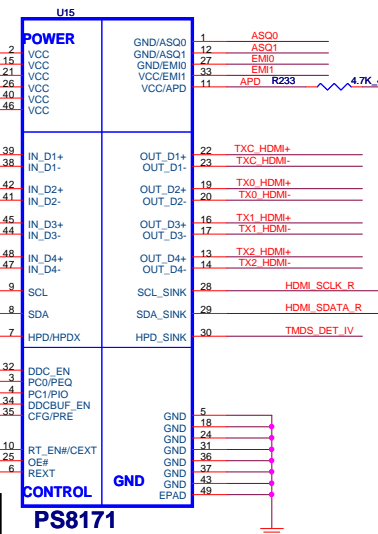 U15
POWER
GND/ASQ0 1 ASQ0
2 VCC GND/ASQ1 12 ASQ1
15 VCC GND/EMI0 27 EMI0
21 VCC VCC/EMI1 33 EMI1
26 VCC VCC/APD 11 APD R233 4.7K_
40 VCC
46 VCC
39 IN_D1+ OUT_D1+ 22 TXC_HDMI+
38 IN_D1- OUT_D1- 23 TXC_HDMI-
42 IN_D2+ OUT_D2+ 19 TX0_HDMI+
41 IN_D2- OUT_D2- 20 TX0_HDMI-
45 IN_D3+ OUT_D3+ 16 TX1_HDMI+
44 IN_D3- OUT_D3- 17 TX1_HDMI-
48 IN_D4+ OUT_D4+ 13 TX2_HDMI+
47 IN_D4- OUT_D4- 14 TX2_HDMI-
9 SCL SCL_SINK 28 HDMI_SCLK_R
8 SDA SDA_SINK 29 HDMI_SDATA_R
7 HPD/HPDX HPD_SINK 30 TMDS_DET_IV
32 DDC_EN
3 PC0/PEQ
4 PC1/PIO
34 DDCBUF_EN
35 CFG/PRE GND 5
GND 18
GND 24
10 RT_EN#/CEXT GND 31
25 OE# GND 36
6 REXT GND 37
GND 43
CONTROL GND EPAD 49
PS8171